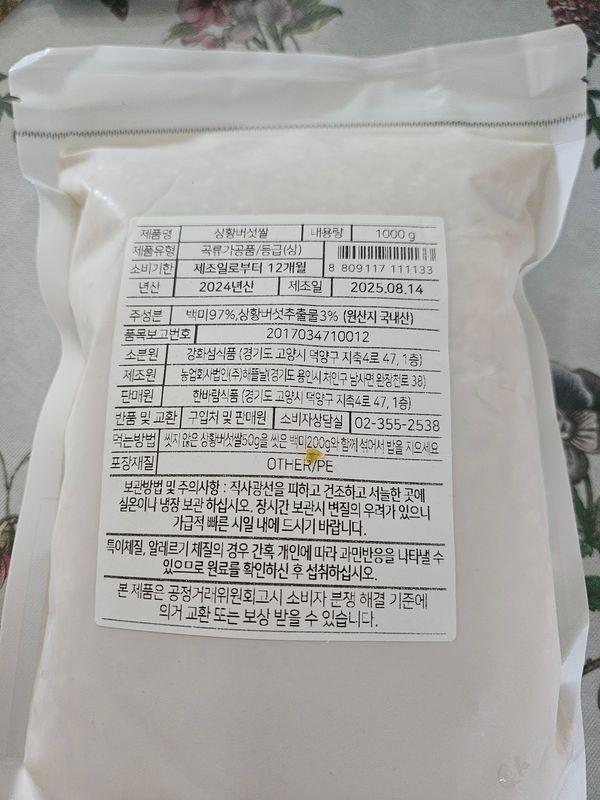 제품명 상황버섯쌀 내용량 1000 g
제품유형 곡류가공품/등급(상)
소비기한 제조일로부터 12개월 8 809117 111133
년산 2024년산 제조일 2025.08.14
주성분 백미97%,상황버섯추출물3% (원산지 국내산)
품목보고번호 2017034710012
소분원 강화섬식품 (경기도 고양시 덕양구 지축4로 47, 1층)
제조원 농업회사법인(주)해뜰날(경기도 용인시 처인구 남사면 완장천로 38)
판매원 한바람식품 (경기도 고양시 덕양구 지축4로 47, 1층)
반품 및 교환 구입처 및 판매원 소비자상담실 02-355-2538
먹는방법 씻지 않은 상황버섯쌀50g을 씻은 백미200g와 함께 섞어서 밥을 지으세요
포장재질 OTHER/PE
보관방법 및 주의사항 : 직사광선을 피하고 건조하고 서늘한 곳에
실온이나 냉장 보관 하십시오. 장시간 보관시 변질의 우려가 있으니
가급적 빠른 시일 내에 드시기 바랍니다.
특이체질, 알레르기 체질의 경우 간혹 개인에 따라 과민반응을 나타낼 수
있으므로 원료를 확인하신 후 섭취하십시오.
본 제품은 공정거래위원회고시 소비자 분쟁 해결 기준에
의거 교환 또는 보상 받을 수 있습니다.